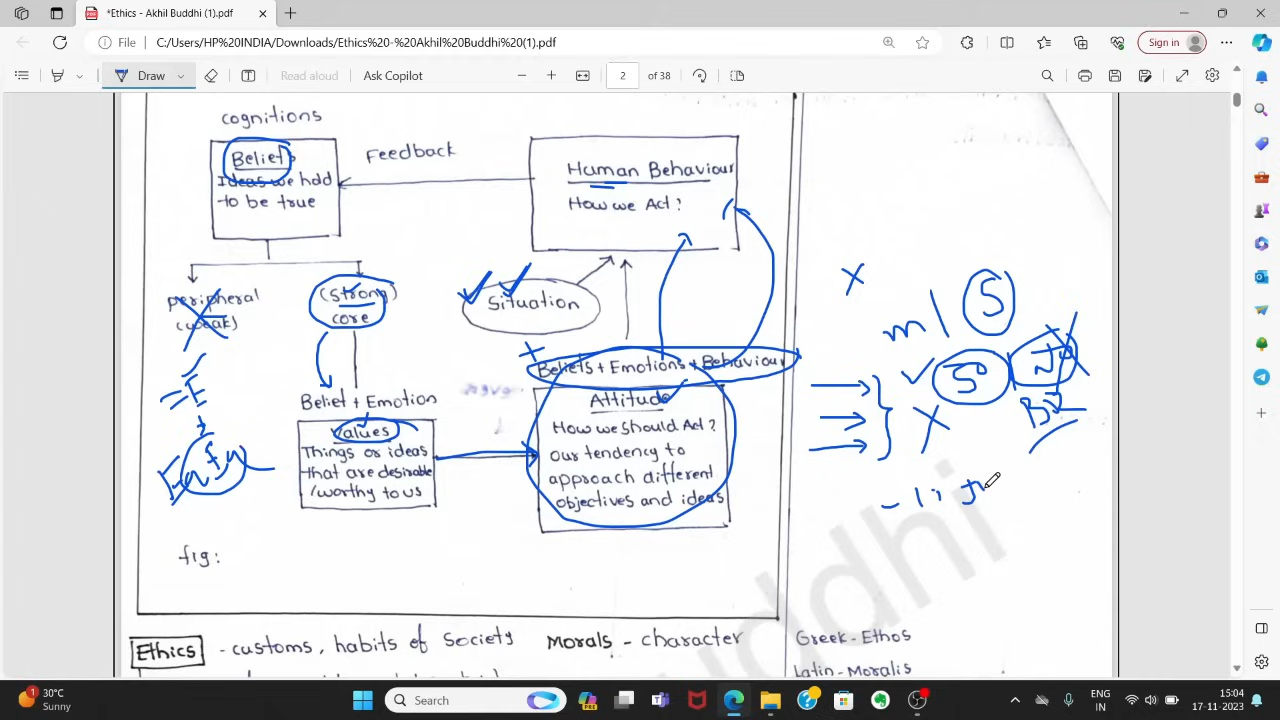 *Ethics - Akhil Buddhi (1).pdf
File C:/Users/HP%20INDIA/Downloads/Ethics%20-%20Akhil%20Buddhi%20(1).pdf
Sign in
Draw Read aloud Ask Copilot 2 of 38
cognitions
Beliefs
Ideas we hold
to be true
Feedback
Human Behaviour
How we Act?
peripheral
(weak)
(strong)
core
Situation
m | S
Belief + Emotion
Values
Things or ideas
that are desirable
/worthy to us
Beliefs + Emotions + Behaviour
Attitude
How we should Act?
our tendency to
approach different
objectives and ideas
fig:
Ethics - customs, habits of society Morals - character
Greek - Ethos
Latin - Moralis
uddhi
30°C
Sunny
Search
ENG
IN
15:04
17-11-2023